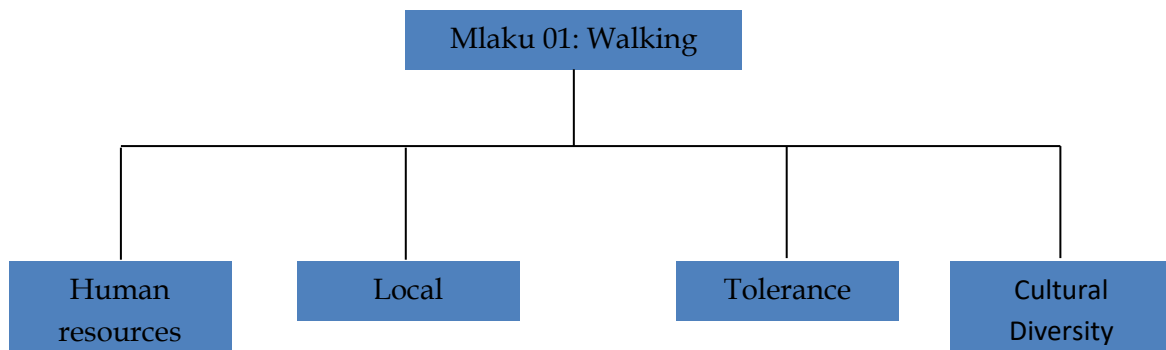 Mlaku 01: Walking
Human
resources
Local
Tolerance
Cultural
Diversity